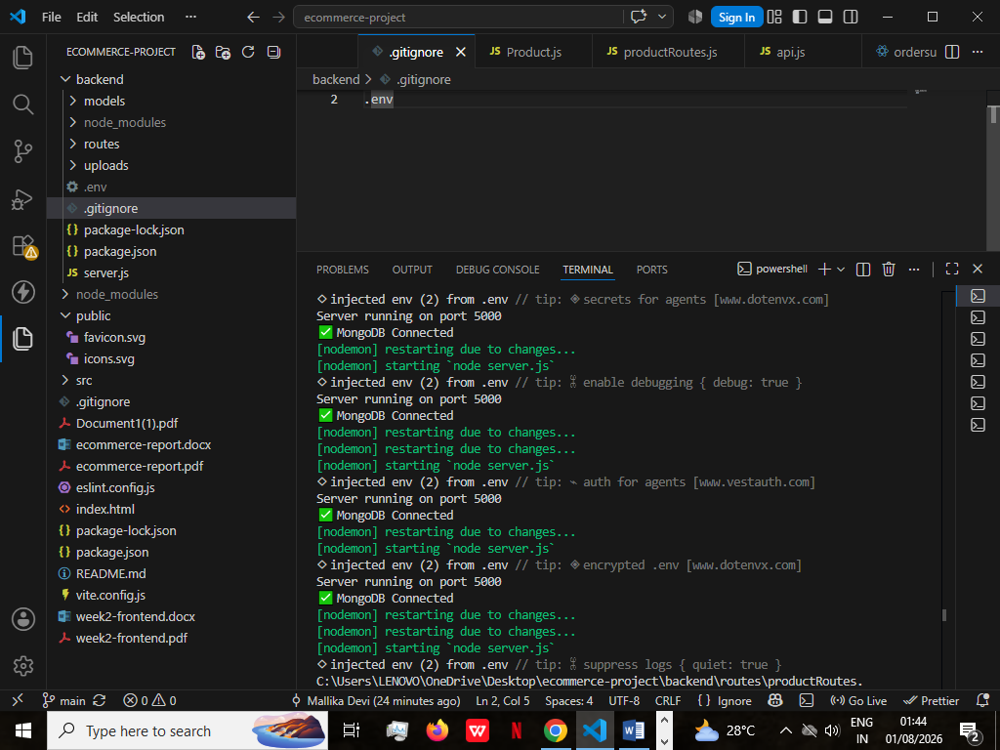 File Edit Selection ··· ecommerce-project Sign In
ECOMMERCE-PROJECT
backend
models
node_modules
routes
uploads
.env
.gitignore
{} package-lock.json
{} package.json
JS server.js
node_modules
public
favicon.svg
icons.svg
src
.gitignore
Document1(1).pdf
ecommerce-report.docx
ecommerce-report.pdf
eslint.config.js
<> index.html
{} package-lock.json
{} package.json
README.md
vite.config.js
week2-frontend.docx
week2-frontend.pdf
.gitignore JS Product.js JS productRoutes.js JS api.js ordersu ···
backend > .gitignore
2 .env
PROBLEMS OUTPUT DEBUG CONSOLE TERMINAL PORTS powershell ···
injected env (2) from .env // tip: ◈ secrets for agents [www.dotenvx.com]
Server running on port 5000
✅ MongoDB Connected
[nodemon] restarting due to changes...
[nodemon] starting `node server.js`
injected env (2) from .env // tip: ⌘ enable debugging { debug: true }
Server running on port 5000
✅ MongoDB Connected
[nodemon] restarting due to changes...
[nodemon] restarting due to changes...
[nodemon] starting `node server.js`
injected env (2) from .env // tip: ⌁ auth for agents [www.vestauth.com]
Server running on port 5000
✅ MongoDB Connected
[nodemon] restarting due to changes...
[nodemon] starting `node server.js`
injected env (2) from .env // tip: ◈ encrypted .env [www.dotenvx.com]
Server running on port 5000
✅ MongoDB Connected
[nodemon] restarting due to changes...
[nodemon] restarting due to changes...
[nodemon] starting `node server.js`
injected env (2) from .env // tip: ⌘ suppress logs { quiet: true }
C:\Users\LENOVO\OneDrive\Desktop\ecommerce-project\backend\routes\productRoutes.
main 0 0 Mallika Devi (24 minutes ago) Ln 2, Col 5 Spaces: 4 UTF-8 CRLF {} Ignore Go Live Prettier
Type here to search W N W 28°C ENG IN 01:44 01/08/2026 2